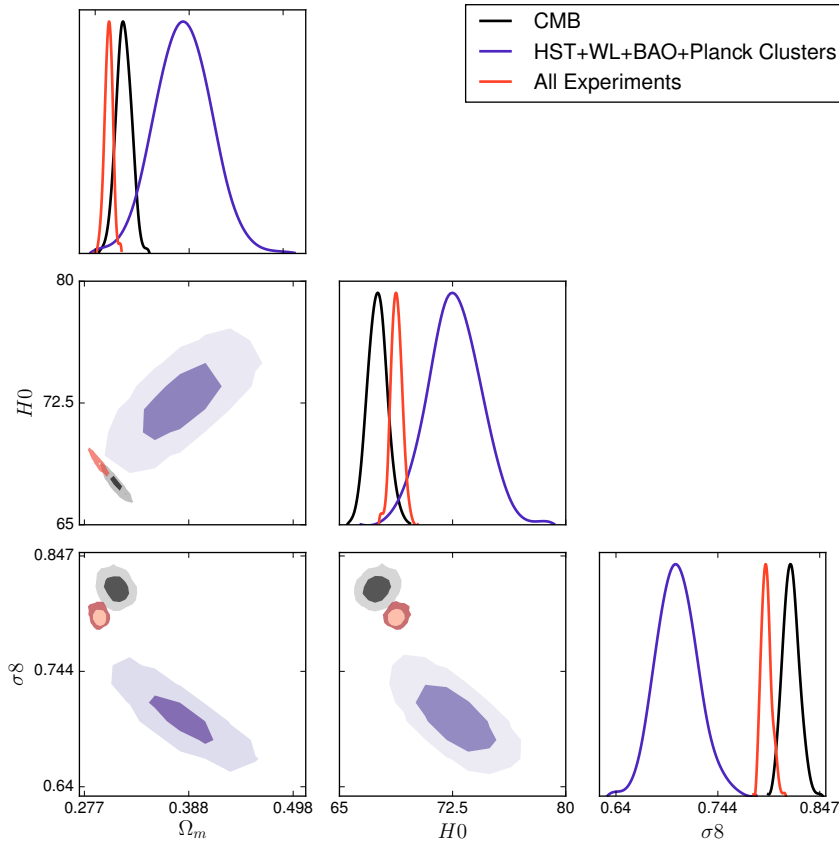 CMB
HST+WL+BAO+Planck Clusters
All Experiments
80
72.5
65
H0
0.847
0.744
0.64
σ8
0.277
0.388
0.498
Ωm
65
72.5
80
H0
0.64
0.744
0.847
σ8